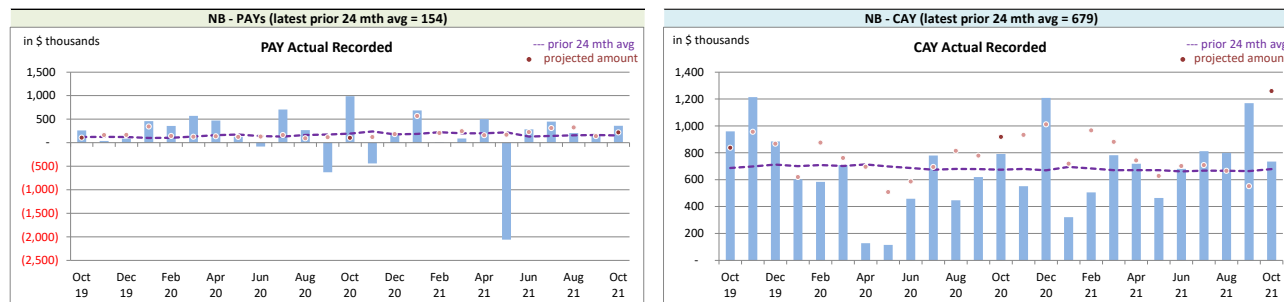 NB - PAYs (latest prior 24 mth avg = 154)
in $ thousands
PAY Actual Recorded
--- prior 24 mth avg
• projected amount
1,500
1,000
500
-
(500)
(1,000)
(1,500)
(2,000)
(2,500)
Oct Dec Feb Apr Jun Aug Oct Dec Feb Apr Jun Aug Oct
19 19 20 20 20 20 20 20 21 21 21 21 21
NB - CAY (latest prior 24 mth avg = 679)
in $ thousands
CAY Actual Recorded
--- prior 24 mth avg
• projected amount
1,400
1,200
1,000
800
600
400
200
-
Oct Dec Feb Apr Jun Aug Oct Dec Feb Apr Jun Aug Oct
19 19 20 20 20 20 20 20 21 21 21 21 21